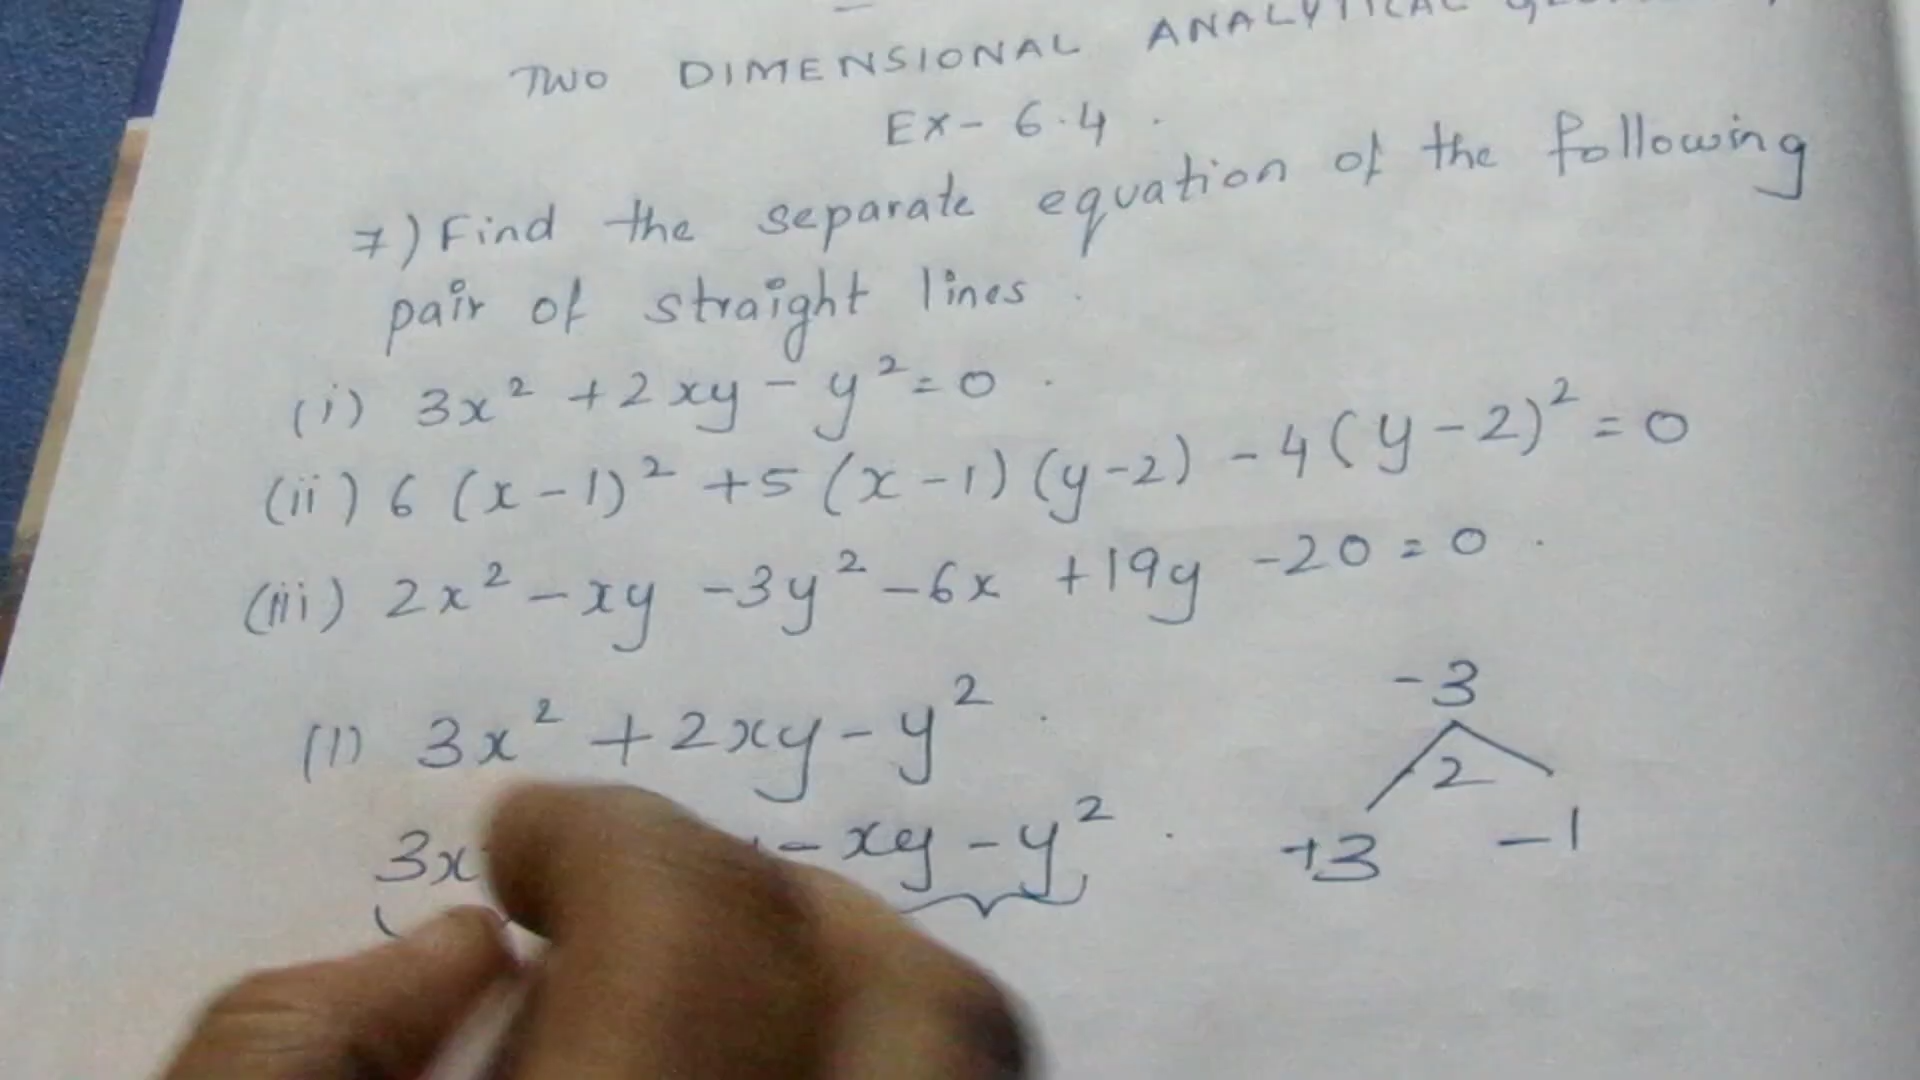 TWO DIMENSIONAL ANALYTICAL
EX- 6.4.
7) Find the separate equation of the following
pair of straight lines.
(i) 3x² + 2xy - y² = 0.
(ii) 6 (x-1)² + 5 (x-1) (y-2) - 4 (y-2)² = 0
(iii) 2x² - xy - 3y² - 6x + 19y - 20 = 0.
(1) 3x² + 2xy - y².
3x - xy - y².
-3
2
+3 -1